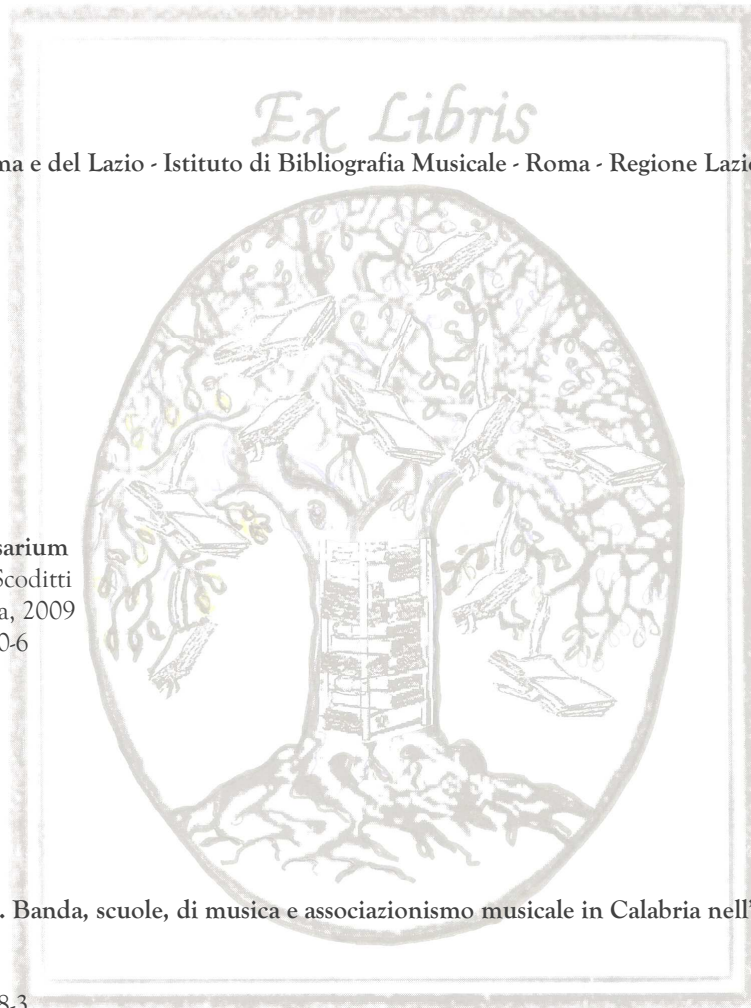 Ex Libris
ma e del Lazio - Istituto di Bibliografia Musicale - Roma - Regione Lazio
sarium
Scoditti
a, 2009
0-6
. Banda, scuole, di musica e associazionismo musicale in Calabria nell'
8-3